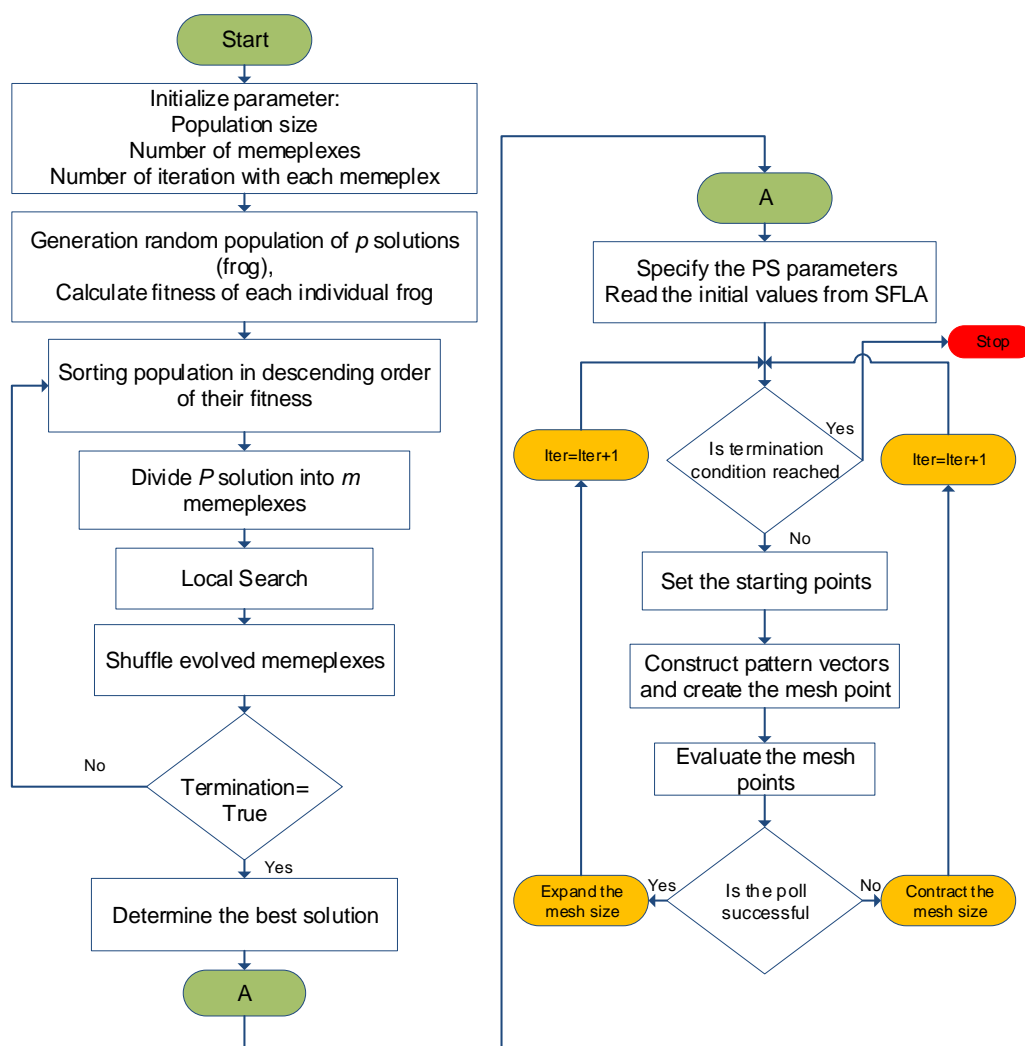 Start
Initialize parameter:
Population size
Number of memeplexes
Number of iteration with each memeplex
Generation random population of p solutions
(frog),
Calculate fitness of each individual frog
Sorting population in descending order
of their fitness
Divide P solution into m
memeplexes
Local Search
Shuffle evolved memeplexes
No
Termination=
True
Yes
Determine the best solution
A
A
Specify the PS parameters
Read the initial values from SFLA
Stop
Yes
Iter=Iter+1
Is termination
condition reached
Iter=Iter+1
No
Set the starting points
Construct pattern vectors
and create the mesh point
Evaluate the mesh
points
Expand the
mesh size
Yes
Is the poll
successful
No
Contract the
mesh size